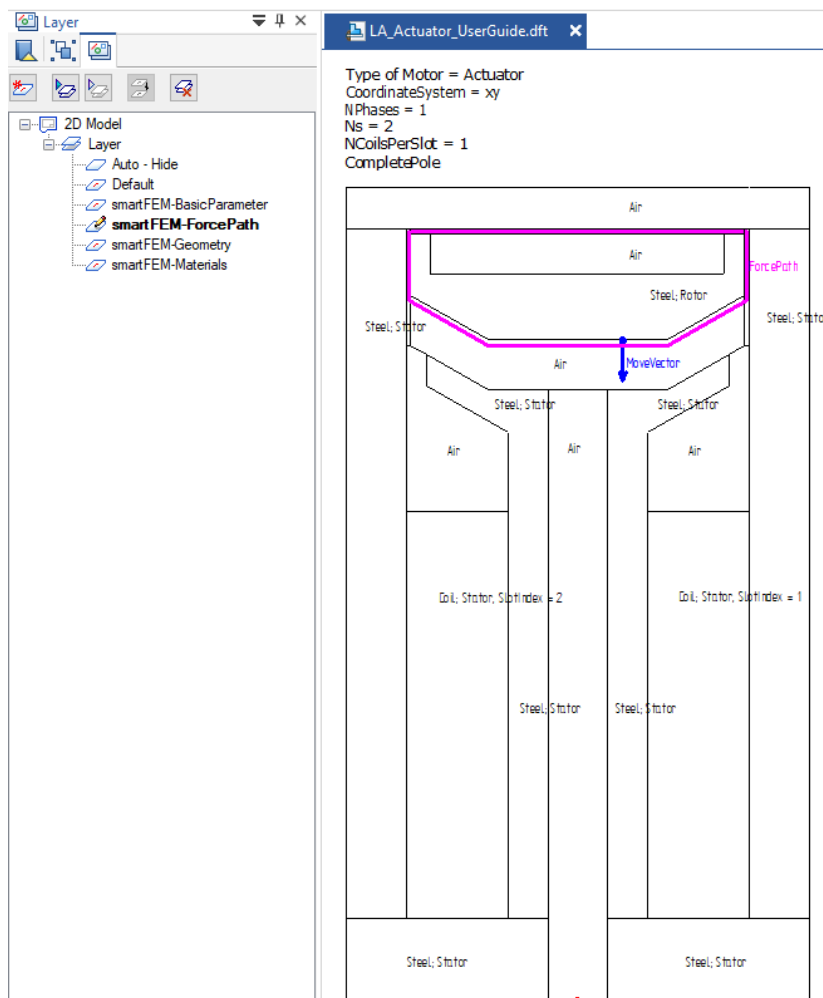 Layer
2D Model
Layer
Auto - Hide
Default
smartFEM-BasicParameter
smartFEM-ForcePath
smartFEM-Geometry
smartFEM-Materials
LA_Actuator_UserGuide.dft
Type of Motor = Actuator
CoordinateSystem = xy
NPhases = 1
Ns = 2
NCoilsPerSlot = 1
CompletePole
Air
Air
ForcePath
Steel; Rotor
Steel; Stator
Steel; Stato
Air
MoveVector
Steel; Stator
Steel; Stator
Air
Air
Air
Coil; Stator, SlotIndex = 2
Coil; Stator, SlotIndex = 1
Steel; Stator
Steel; Stator
Steel; Stator
Steel; Stator